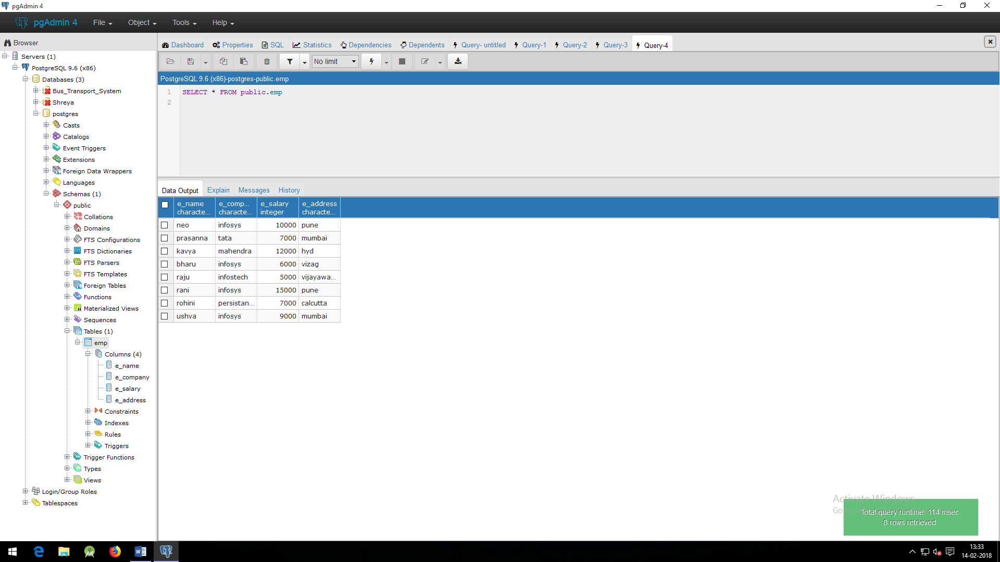 pgAdmin 4
pgAdmin 4 File Object Tools Help
Browser
Servers (1)
PostgreSQL 9.6 (x86)
Databases (3)
Bus_Transport_System
Shreya
postgres
Casts
Catalogs
Event Triggers
Extensions
Foreign Data Wrappers
Languages
Schemas (1)
public
Collations
Domains
FTS Configurations
FTS Dictionaries
FTS Parsers
FTS Templates
Foreign Tables
Functions
Materialized Views
Sequences
Tables (1)
emp
Columns (4)
e_name
e_company
e_salary
e_address
Constraints
Indexes
Rules
Triggers
Trigger Functions
Types
Views
Login/Group Roles
Tablespaces
Dashboard Properties SQL Statistics Dependencies Dependents Query- untitled Query-1 Query-2 Query-3 Query-4
No limit
PostgreSQL 9.6 (x86)-postgres-public.emp
1 SELECT * FROM public.emp
2
Data Output Explain Messages History
e_name e_comp... e_salary e_address
characte... characte... integer characte...
neo infosys 10000 pune
prasanna tata 7000 mumbai
kavya mahendra 12000 hyd
bharu infosys 6000 vizag
raju infostech 5000 vijayawa...
rani infosys 15000 pune
rohini persistan... 7000 calcutta
ushva infosys 9000 mumbai
Activate Windows
Go to
Total query runtime: 114 msec.
8 rows retrieved.
13:33
14-02-2018